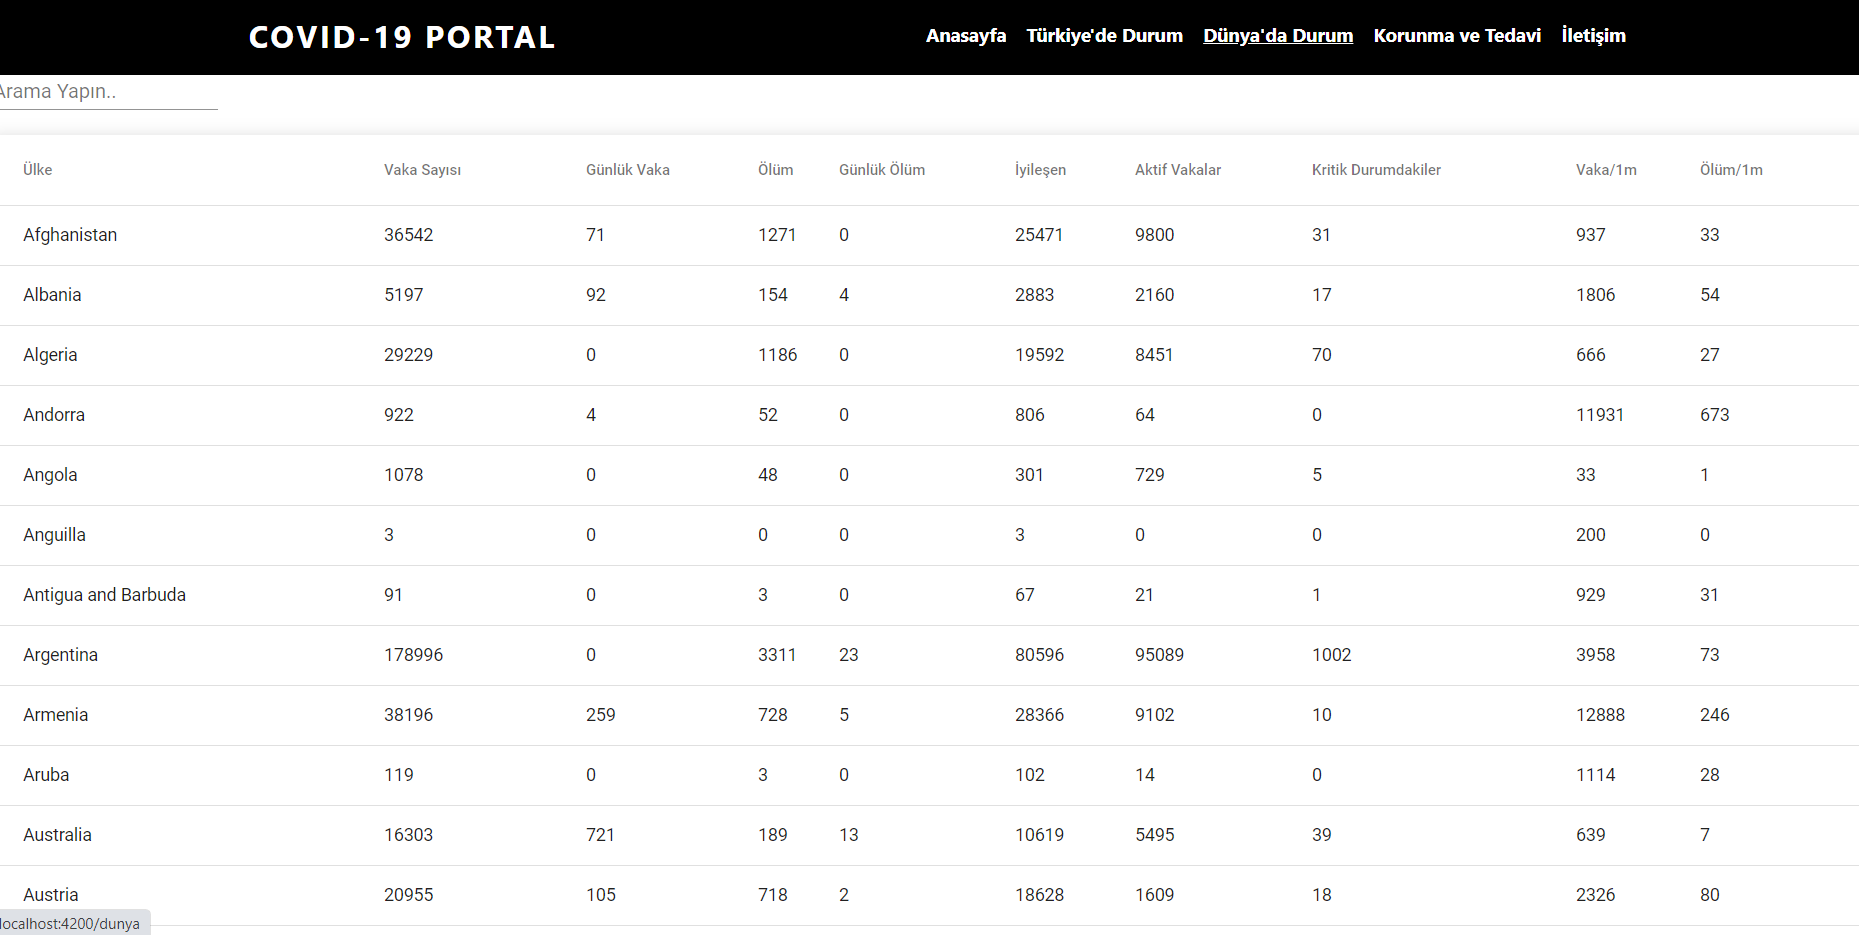 COVID-19 PORTAL Anasayfa Türkiye'de Durum Dünya'da Durum Korunma ve Tedavi İletişim
Arama Yapın..
Ülke Vaka Sayısı Günlük Vaka Ölüm Günlük Ölüm İyileşen Aktif Vakalar Kritik Durumdakiler Vaka/1m Ölüm/1m
Afghanistan 36542 71 1271 0 25471 9800 31 937 33
Albania 5197 92 154 4 2883 2160 17 1806 54
Algeria 29229 0 1186 0 19592 8451 70 666 27
Andorra 922 4 52 0 806 64 0 11931 673
Angola 1078 0 48 0 301 729 5 33 1
Anguilla 3 0 0 0 3 0 0 200 0
Antigua and Barbuda 91 0 3 0 67 21 1 929 31
Argentina 178996 0 3311 23 80596 95089 1002 3958 73
Armenia 38196 259 728 5 28366 9102 10 12888 246
Aruba 119 0 3 0 102 14 0 1114 28
Australia 16303 721 189 13 10619 5495 39 639 7
Austria 20955 105 718 2 18628 1609 18 2326 80
localhost:4200/dunya